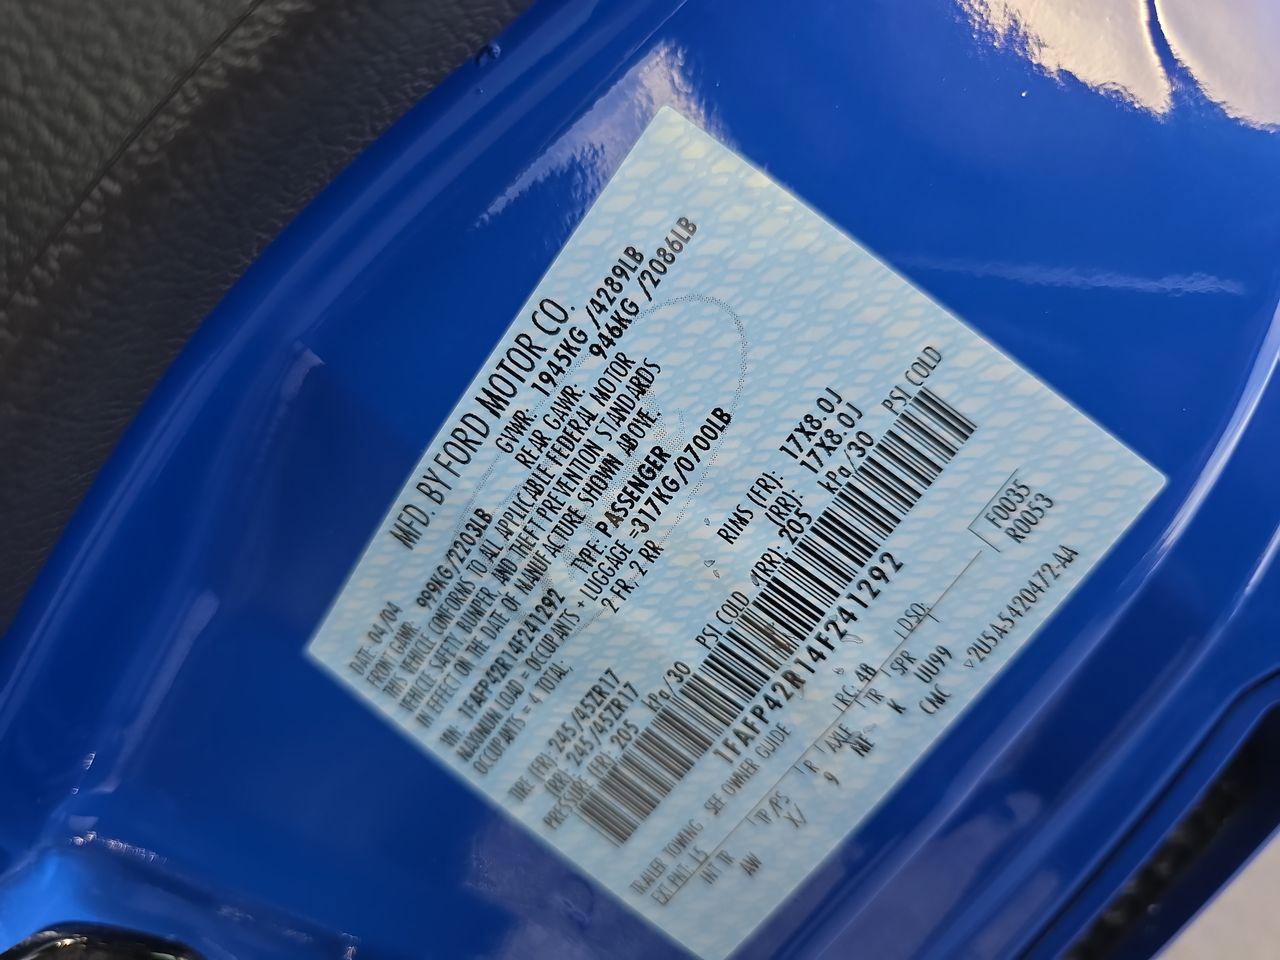 MFD. BY FORD MOTOR CO.
DATE: 04/04 GVWR: 1945KG /4289LB
FRONT GAWR: 999KG/2203LB REAR GAWR: 946KG /2086LB
THIS VEHICLE CONFORMS TO ALL APPLICABLE FEDERAL MOTOR
VEHICLE SAFETY, BUMPER, AND THEFT PREVENTION STANDARDS
IN EFFECT ON THE DATE OF MANUFACTURE SHOWN ABOVE.
VIN: 1FAFP42R14F241292 TYPE: PASSENGER
MAXIMUM LOAD = OCCUPANTS + LUGGAGE =317KG/0700LB
OCCUPANTS = 4 TOTAL: 2 FR, 2 RR
TIRE (FR): 245/45ZR17 RIMS (FR): 17X8.0J
(RR): 245/45ZR17 (RR): 17X8.0J
PRESSURE (FR): 205 kPa/30 PSI COLD (RR): 205 kPa/30 PSI COLD
1FAFP42R14F241292
TRAILER TOWING SEE OWNER GUIDE
EXT PNT: L5 RC: 48 DSO: F0035
INT TR TP/PS R AXLE TR SPR R0053
AW X/ 9 MF K UU99
CMC ▽2U5A5420472-AA